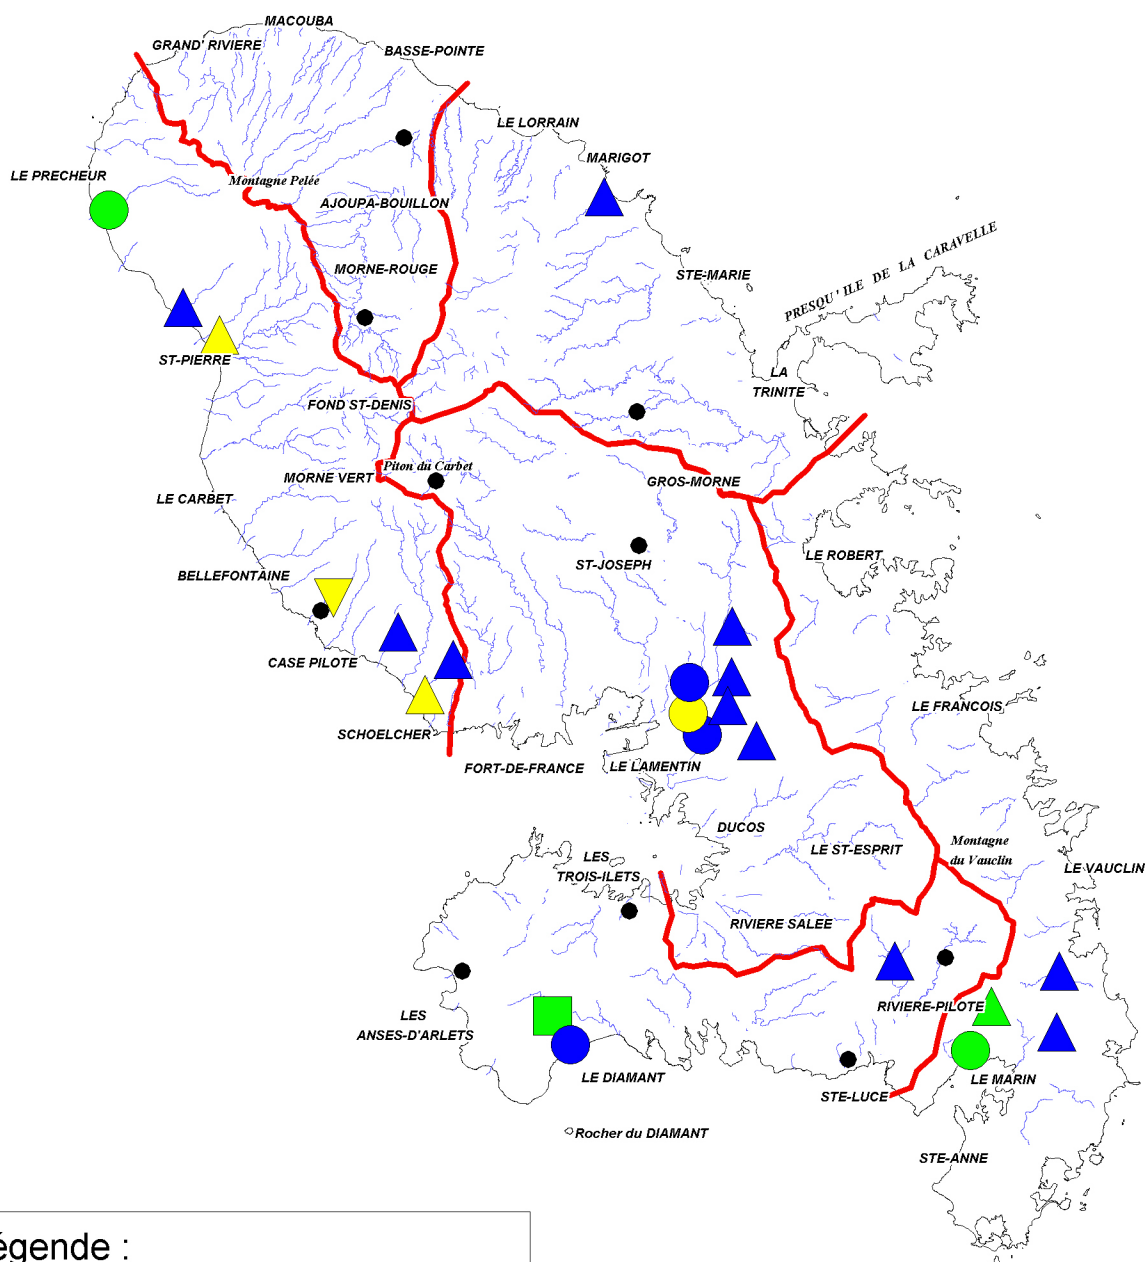 MACOUBA
GRAND' RIVIERE
BASSE-POINTE
LE LORRAIN
MARIGOT
LE PRECHEUR
Montagne Pelée
AJOUPA-BOUILLON
PRESQU'ILE DE LA CARAVELLE
MORNE-ROUGE
STE-MARIE
ST-PIERRE
LA
TRINITE
FOND ST-DENIS
Piton du Carbet
MORNE VERT
GROS-MORNE
LE CARBET
LE ROBERT
ST-JOSEPH
BELLEFONTAINE
CASE PILOTE
LE FRANCOIS
SCHOELCHER
FORT-DE-FRANCE
LE LAMENTIN
DUCOS
LE ST-ESPRIT
Montagne
du Vauclin
LES
TROIS-ILETS
LE VAUCLIN
RIVIERE SALEE
RIVIERE-PILOTE
LES
ANSES-D'ARLETS
LE DIAMANT
LE MARIN
STE-LUCE
Rocher du DIAMANT
STE-ANNE
égende :